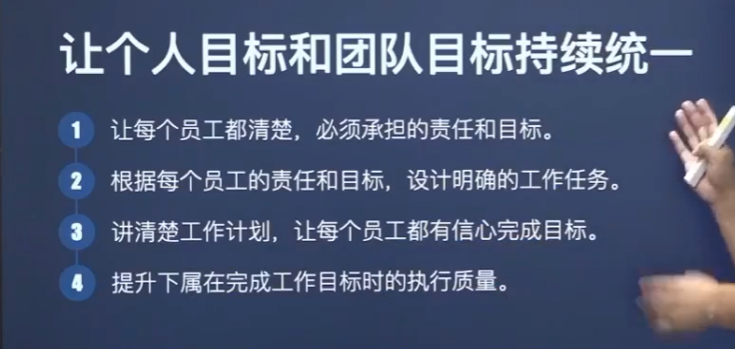 让个人目标和团队目标持续统一
1 让每个员工都清楚，必须承担的责任和目标。
2 根据每个员工的责任和目标，设计明确的工作任务。
3 讲清楚工作计划，让每个员工都有信心完成目标。
4 提升下属在完成工作目标时的执行质量。